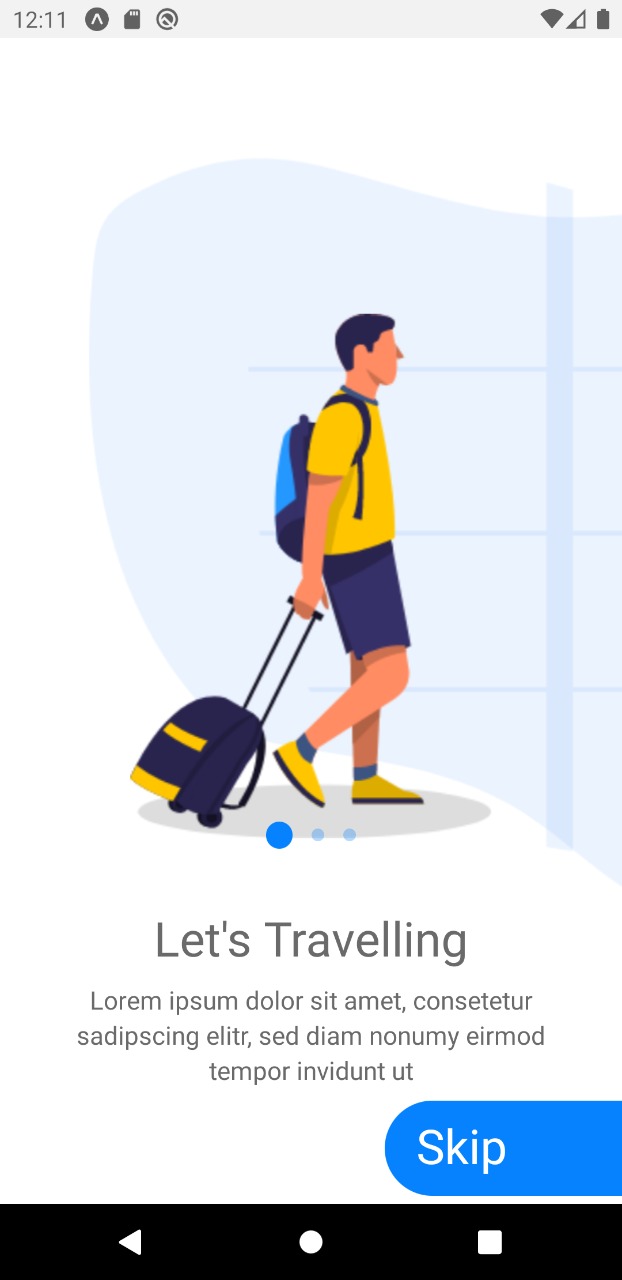 12:11
Let's Travelling
Lorem ipsum dolor sit amet, consetetur
sadipscing elitr, sed diam nonumy eirmod
tempor invidunt ut
Skip